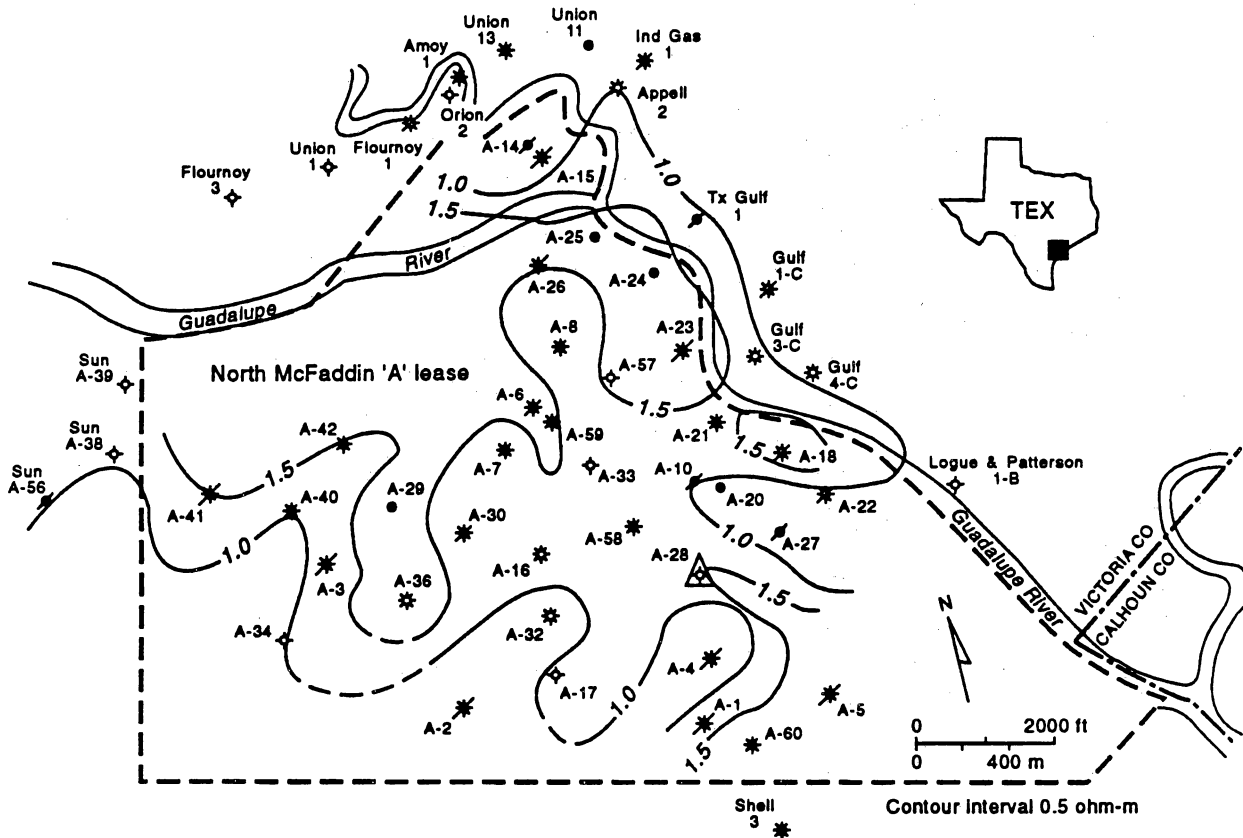 Union
11
Union
13
Ind Gas
1
Amoy
1
Appell
2
Orion
2
Flournoy
1
Union
1
Flournoy
3
A-14
A-15
1.0
1.5
1.0
Tx Gulf
1
TEX
A-25
River
A-26
A-24
Gulf
1-C
Guadalupe
A-8
A-23
Gulf
3-C
Sun
A-39
North McFaddin 'A' lease
A-57
Gulf
4-C
A-6
1.5
A-21
Sun
A-38
A-42
A-59
1.5
A-18
A-7
A-33
A-10
Logue & Patterson
1-B
Sun
A-56
1.5
A-29
A-20
A-41
A-40
A-30
A-22
1.0
A-58
1.0
A-27
Guadalupe River
A-28
A-16
A-3
A-36
1.5
VICTORIA CO
CALHOUN CO
N
A-34
A-32
A-4
A-17
1.0
A-2
A-1
A-5
A-60
1.5
0 2000 ft
0 400 m
Shell
3
Contour interval 0.5 ohm-m